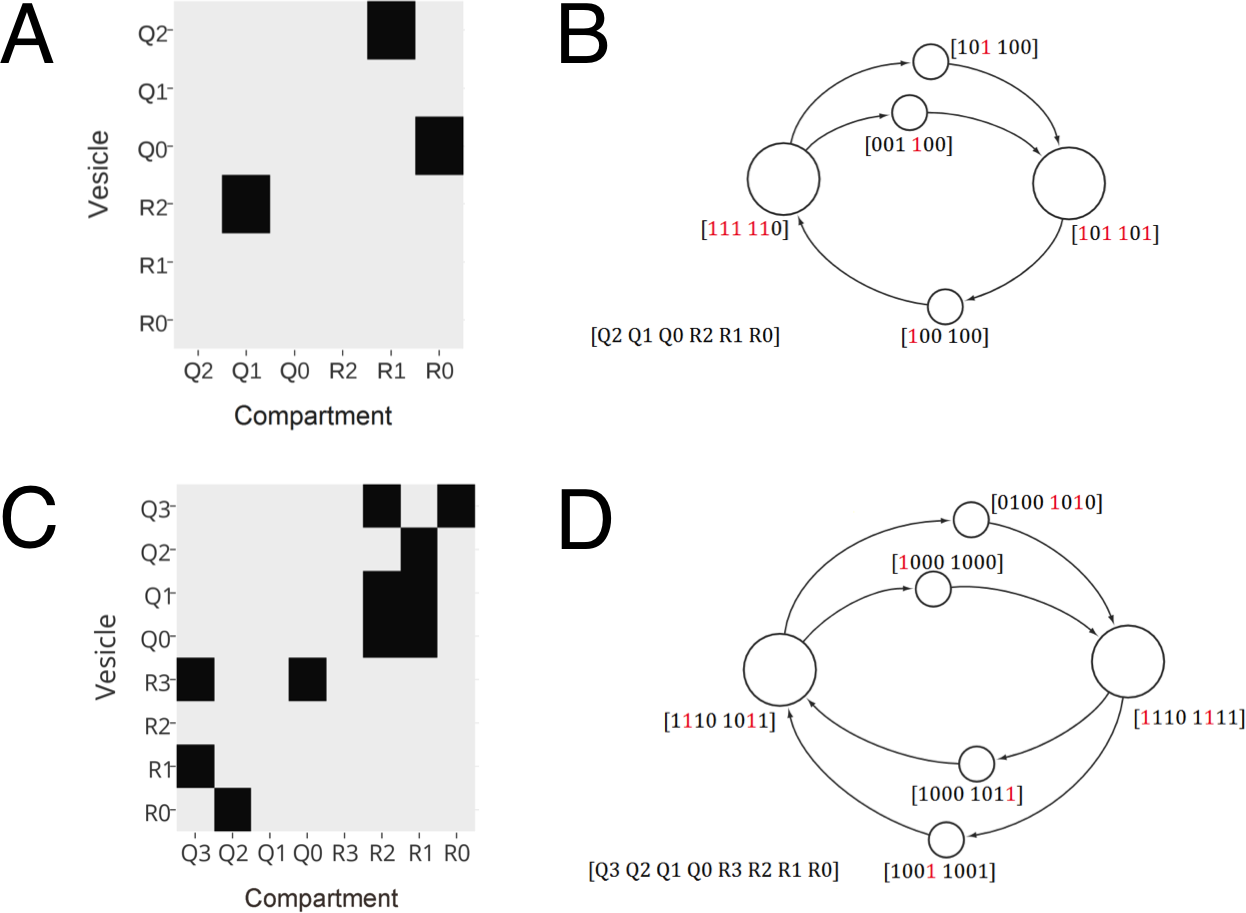 A
Vesicle
Q2
Q1
Q0
R2
R1
R0
Q2 Q1 Q0 R2 R1 R0
Compartment
B
[101 100]
[001 100]
[111 110]
[101 101]
[100 100]
[Q2 Q1 Q0 R2 R1 R0]
C
Vesicle
Q3
Q2
Q1
Q0
R3
R2
R1
R0
Q3 Q2 Q1 Q0 R3 R2 R1 R0
Compartment
D
[0100 1010]
[1000 1000]
[1110 1011]
[1110 1111]
[1000 1011]
[1001 1001]
[Q3 Q2 Q1 Q0 R3 R2 R1 R0]